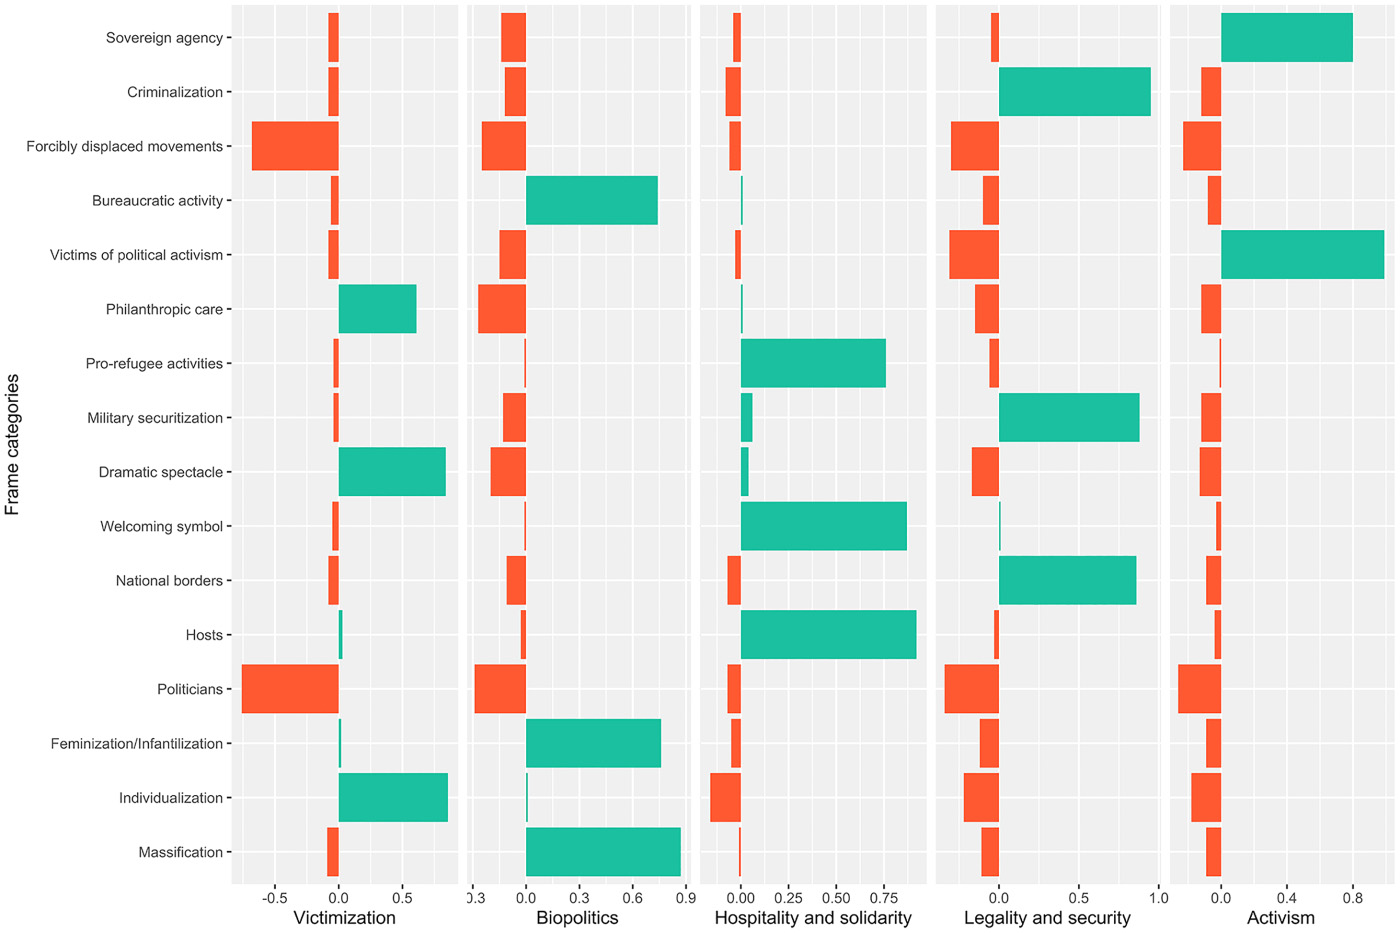 Frame categories
Sovereign agency
Criminalization
Forcibly displaced movements
Bureaucratic activity
Victims of political activism
Philanthropic care
Pro-refugee activities
Military securitization
Dramatic spectacle
Welcoming symbol
National borders
Hosts
Politicians
Feminization/Infantilization
Individualization
Massification
-0.5 0.0 0.5
Victimization
0.3 0.0 0.3 0.6 0.9
Biopolitics
0.00 0.25 0.50 0.75
Hospitality and solidarity
0.0 0.5 1.0
Legality and security
0.0 0.4 0.8
Activism